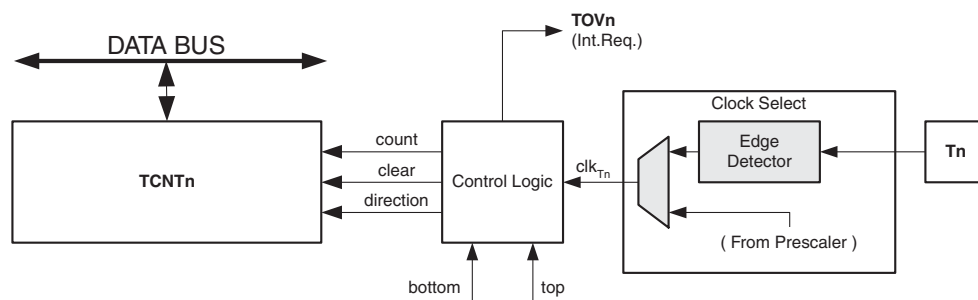 TOVn
(Int.Req.)
DATA BUS
Clock Select
count
Edge
Detector
Tn
TCNTn
clear
Control Logic
clkTn
direction
( From Prescaler )
bottom
top